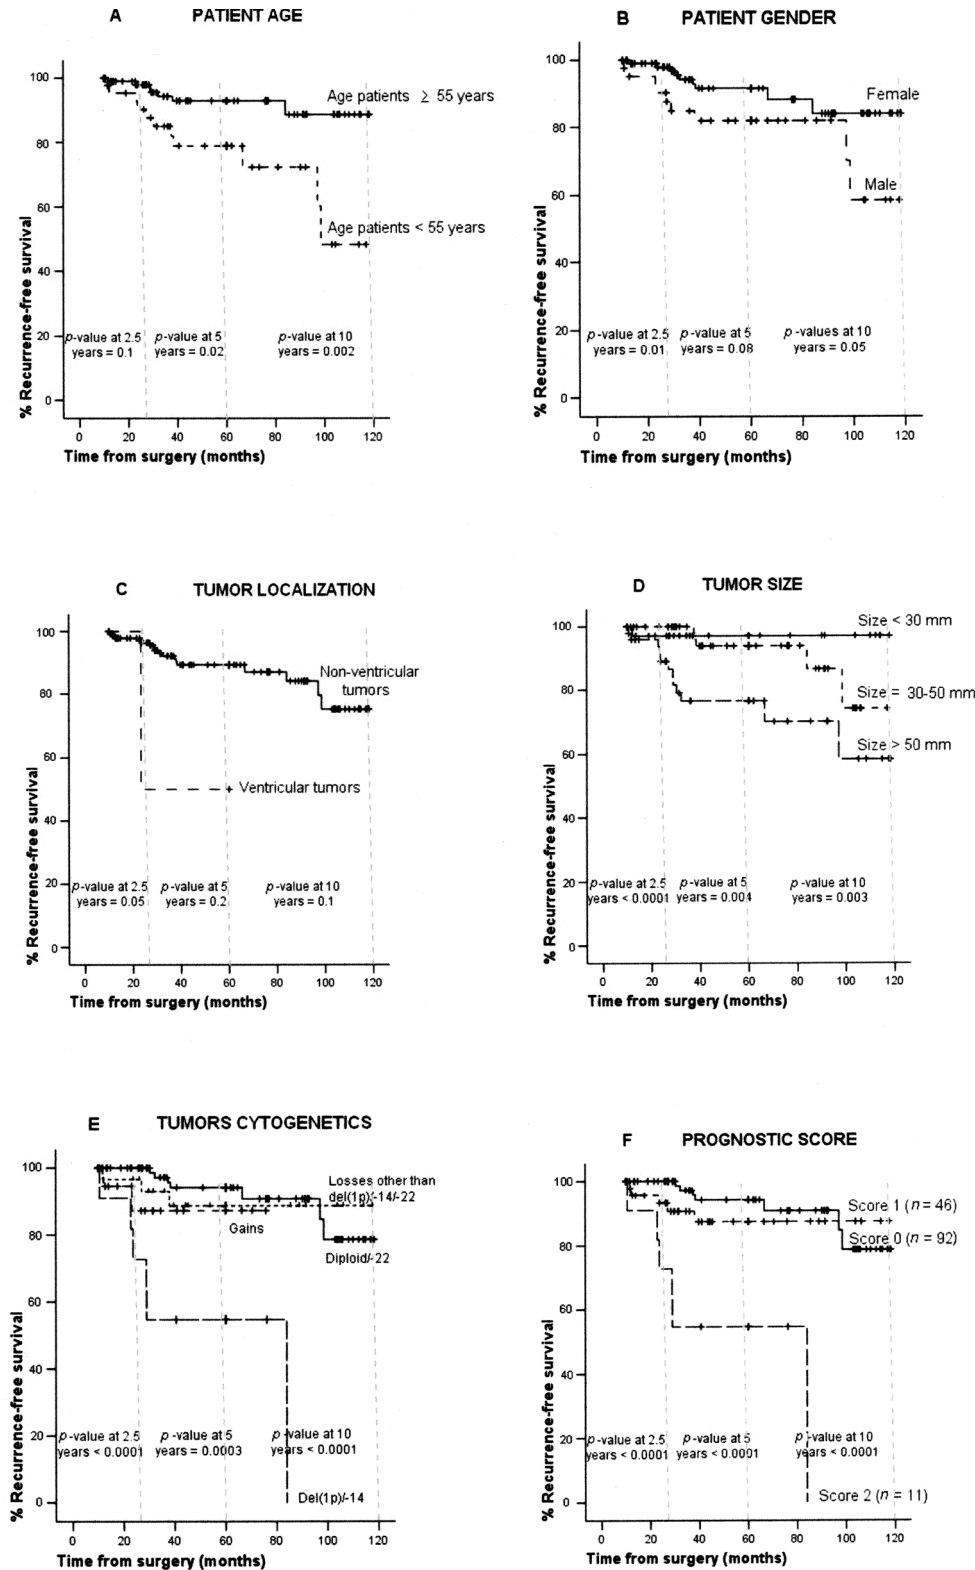 A PATIENT AGE
% Recurrence-free survival
100
80
60
40
20
0
Age patients ≥ 55 years
Age patients < 55 years
p-value at 2.5 years = 0.1
p-value at 5 years = 0.02
p-value at 10 years = 0.002
0 20 40 60 80 100 120
Time from surgery (months)
B PATIENT GENDER
% Recurrence-free survival
100
80
60
40
20
0
Female
Male
p-value at 2.5 years = 0.01
p-value at 5 years = 0.08
p-values at 10 years = 0.05
0 20 40 60 80 100 120
Time from surgery (months)
C TUMOR LOCALIZATION
% Recurrence-free survival
100
80
60
40
20
0
Non-ventricular
tumors
Ventricular tumors
p-value at 2.5 years = 0.05
p-value at 5 years = 0.2
p-value at 10 years = 0.1
0 20 40 60 80 100 120
Time from surgery (months)
D TUMOR SIZE
% Recurrence-free survival
100
80
60
40
20
0
Size < 30 mm
Size = 30-50 mm
Size > 50 mm
p-value at 2.5 years < 0.0001
p-value at 5 years = 0.004
p-value at 10 years = 0.003
0 20 40 60 80 100 120
Time from surgery (months)
E TUMORS CYTOGENETICS
% Recurrence-free survival
100
80
60
40
20
0
Losses other than
del(1p)/-14/-22
Gains
Diploid/-22
p-value at 2.5 years < 0.0001
p-value at 5 years = 0.0003
p-value at 10 years < 0.0001
Del(1p)/-14
0 20 40 60 80 100 120
Time from surgery (months)
F PROGNOSTIC SCORE
% Recurrence-free survival
100
80
60
40
20
0
Score 1 (n = 46)
Score 0 (n = 92)
p-value at 2.5 years < 0.0001
p-value at 5 years < 0.0001
p-value at 10 years < 0.0001
Score 2 (n = 11)
0 20 40 60 80 100 120
Time from surgery (months)